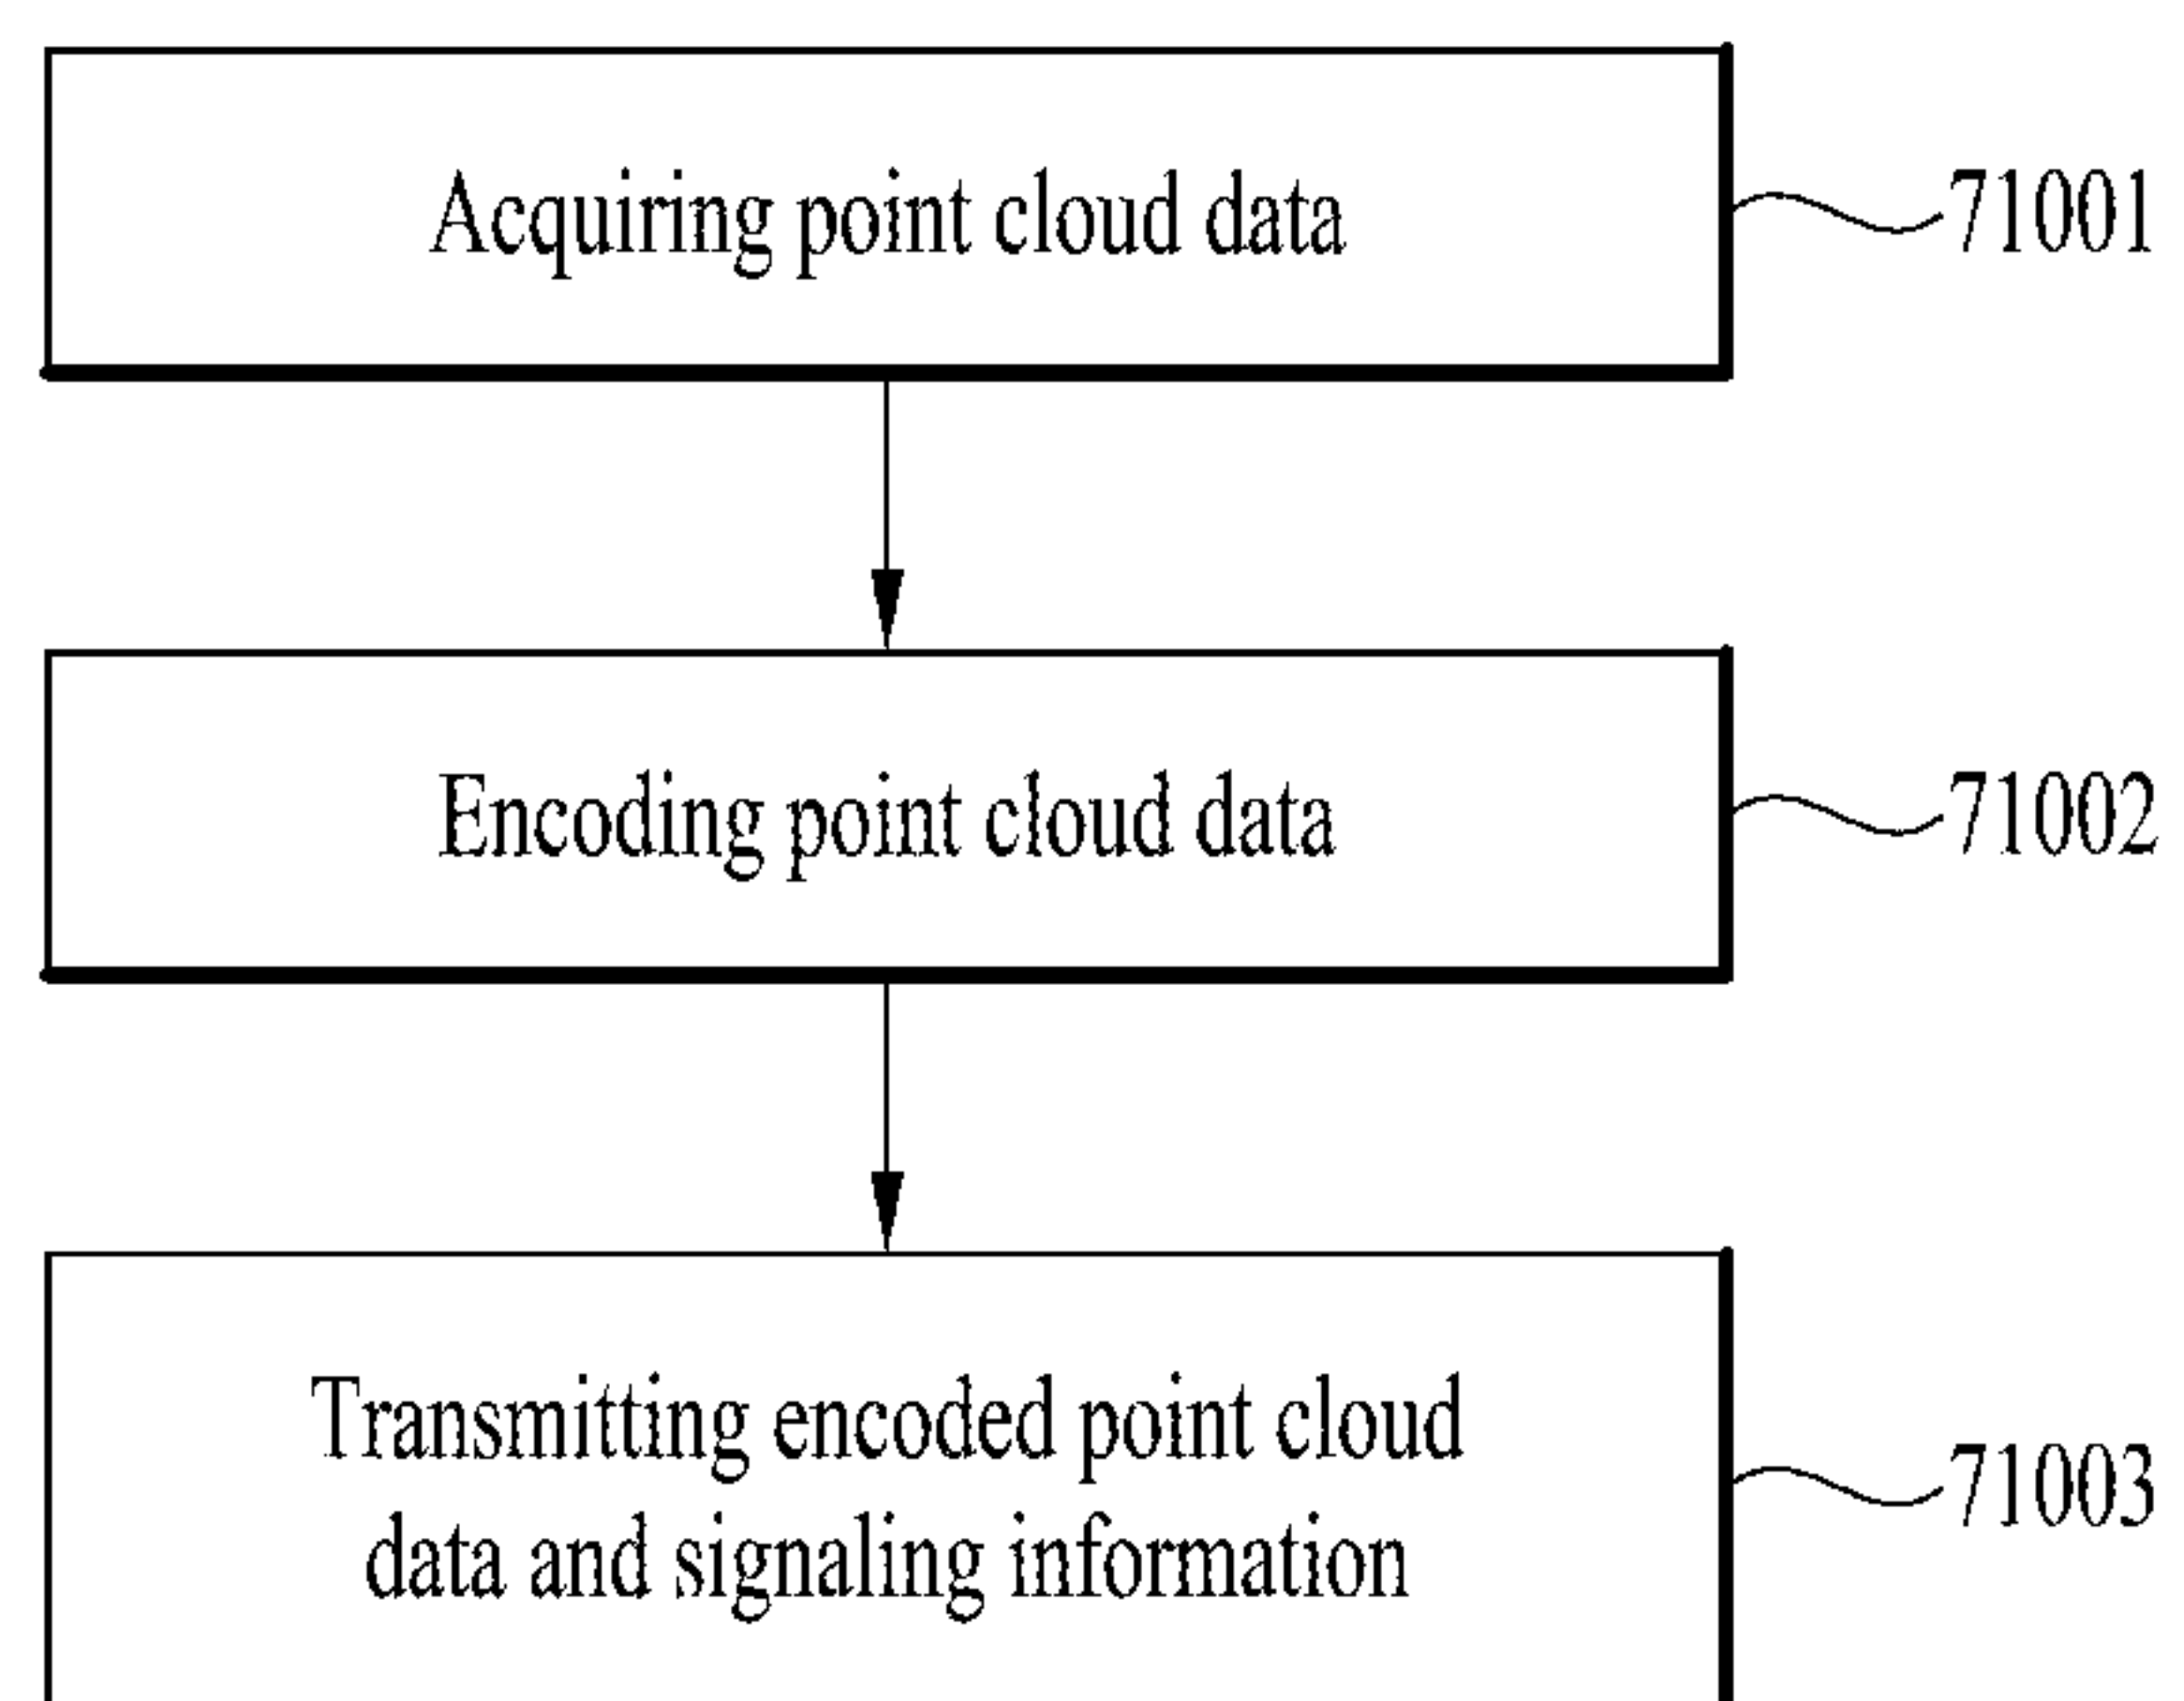 Acquiring point cloud data
71001
Encoding point cloud data
71002
Transmitting encoded point cloud
data and signaling information
71003